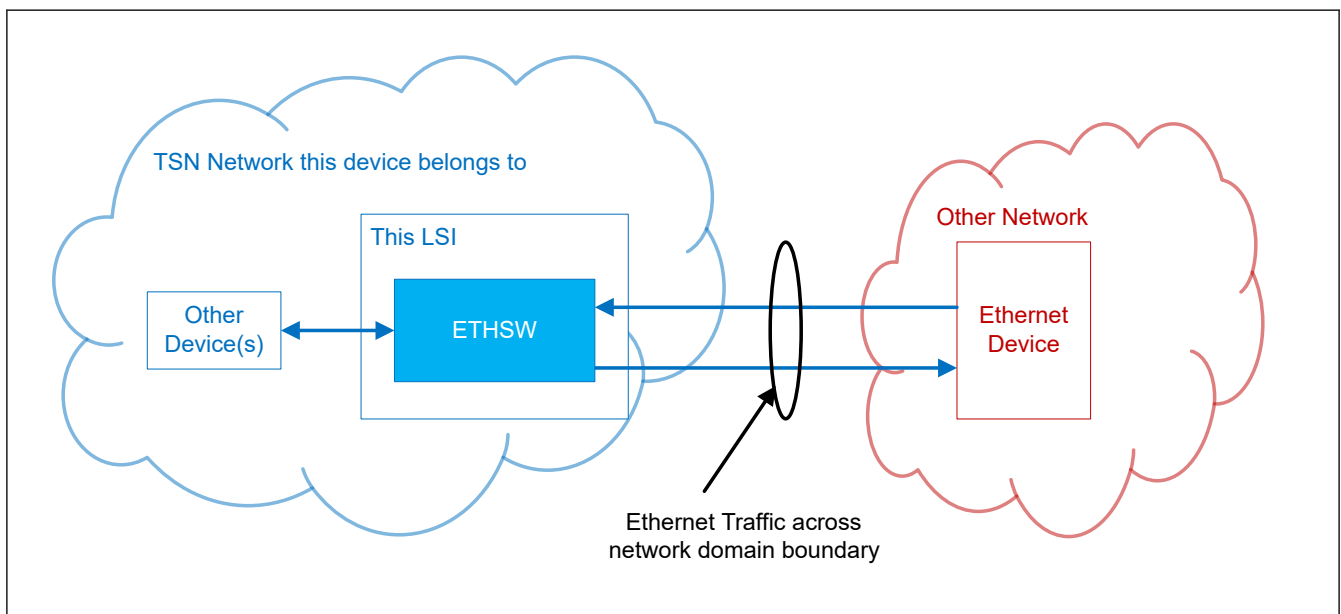 TSN Network this device belongs to
This LSI
Other
Device(s)
ETHSW
Other Network
Ethernet
Device
Ethernet Traffic across
network domain boundary